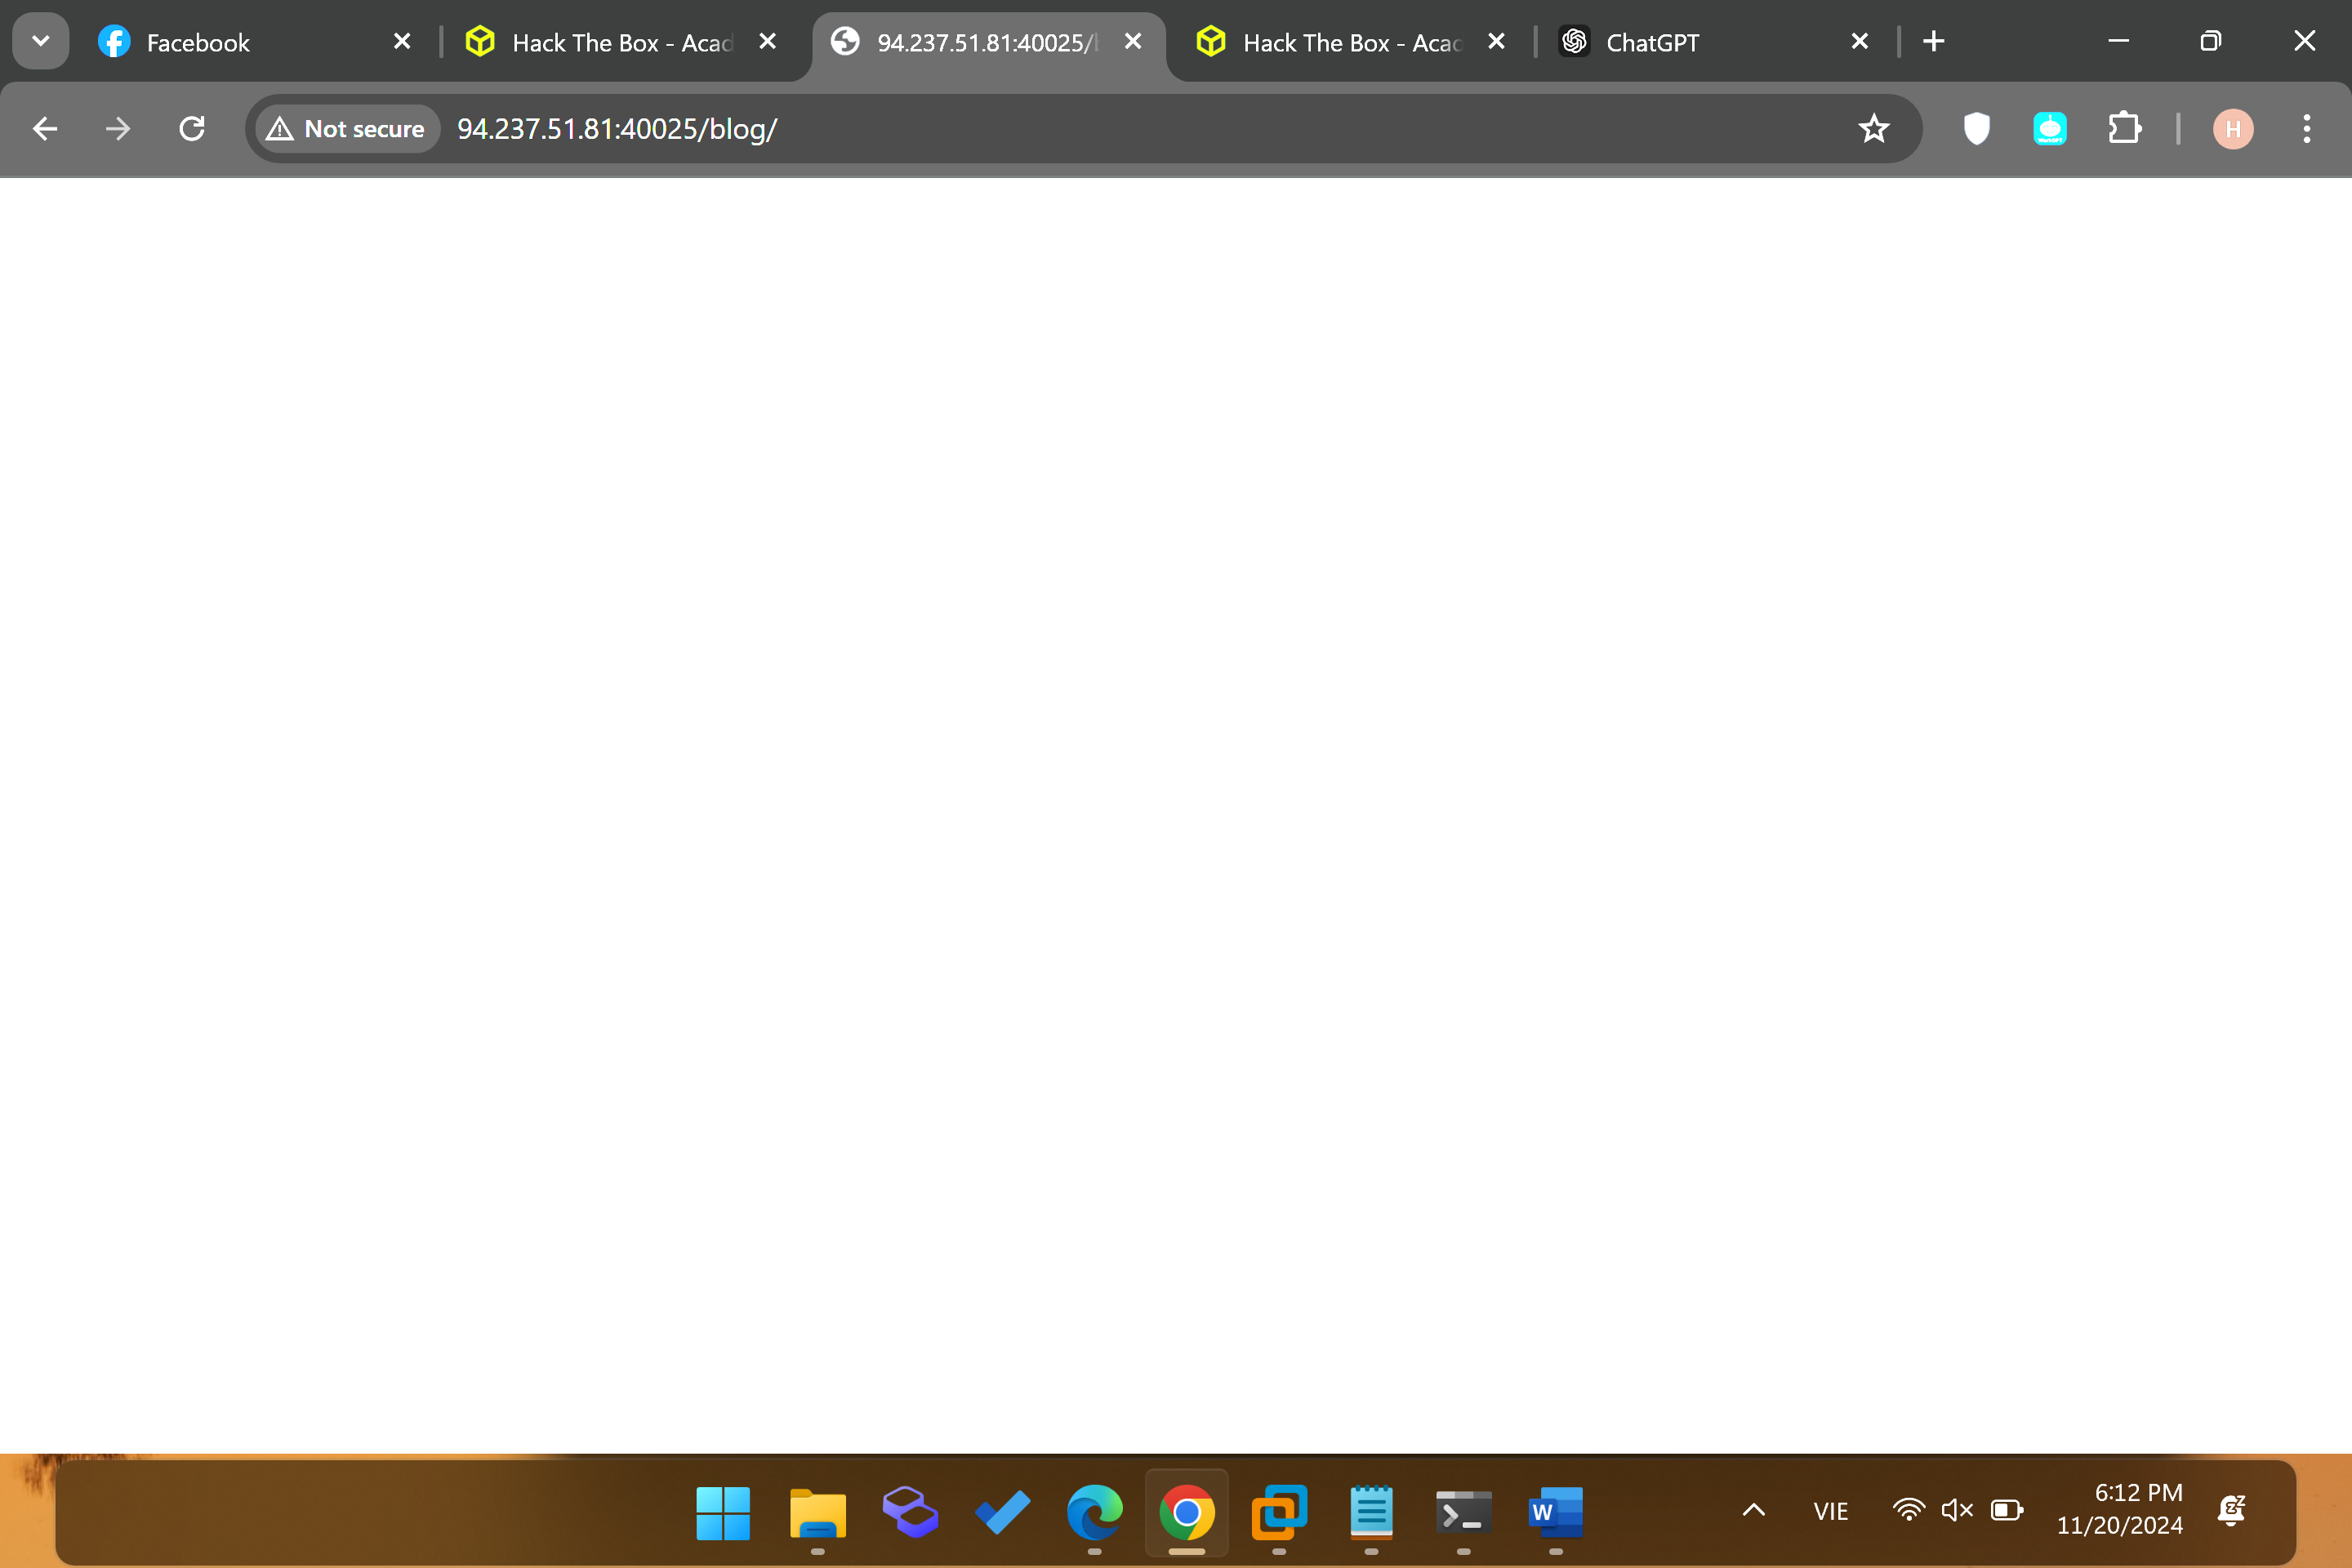 Facebook
Hack The Box - Acad
94.237.51.81:40025/b
Hack The Box - Acad
ChatGPT
Not secure
94.237.51.81:40025/blog/
H
W
VIE
6:12 PM
11/20/2024